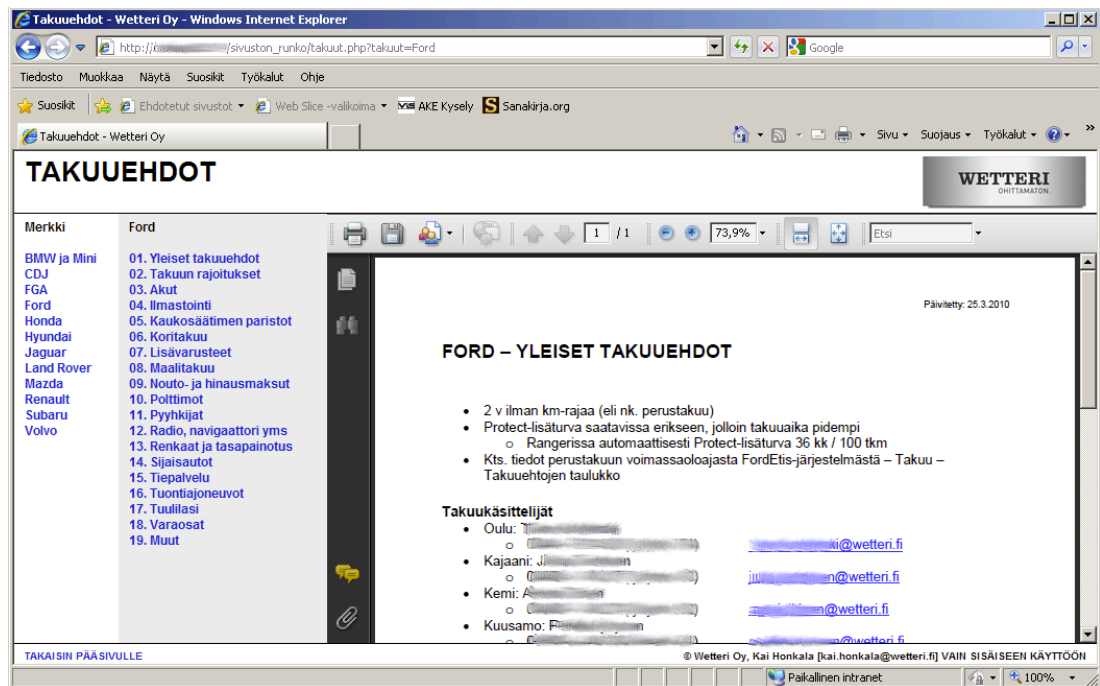 Takuuehdot - Wetteri Oy - Windows Internet Explorer
http:// /sivuston_runko/takuut.php?takuut=Ford
Google
Tiedosto Muokkaa Näytä Suosikit Työkalut Ohje
Suosikit Ehdotetut sivustot Web Slice -valikoima AKE Kysely Sanakirja.org
Takuuehdot - Wetteri Oy
Sivu Suojaus Työkalut
TAKUUEHDOT
WETTERI
OHITTAMATON.
Merkki
BMW ja Mini
CDJ
FGA
Ford
Honda
Hyundai
Jaguar
Land Rover
Mazda
Renault
Subaru
Volvo
Ford
01. Yleiset takuuehdot
02. Takuun rajoitukset
03. Akut
04. Ilmastointi
05. Kaukosäätimen paristot
06. Koritakuu
07. Lisävarusteet
08. Maalitakuu
09. Nouto- ja hinausmaksut
10. Polttimot
11. Pyyhkijat
12. Radio, navigaattori yms
13. Renkaat ja tasapainotus
14. Sijaisautot
15. Tiepalvelu
16. Tuontiajoneuvot
17. Tuulilasi
18. Varaosat
19. Muut
1 / 1 73,9% Etsi
Päivitetty: 25.3.2010
FORD – YLEISET TAKUUEHDOT
• 2 v ilman km-rajaa (eli nk. perustakuu)
• Protect-lisäturva saatavissa erikseen, jolloin takuuaika pidempi
o Rangerissa automaattisesti Protect-lisäturva 36 kk / 100 tkm
• Kts. tiedot perustakuun voimassaoloajasta FordEtis-järjestelmästä – Takuu –
Takuuehtojen taulukko
Takuukäsittelijät
• Oulu:
o ki@wetteri.fi
• Kajaani:
o n@wetteri.fi
• Kemi:
o n@wetteri.fi
• Kuusamo:
o n@wetteri.fi
TAKAISIN PÄÄSIVULLE
© Wetteri Oy, Kai Honkala [kai.honkala@wetteri.fi] VAIN SISÄISEEN KÄYTTÖÖN
Paikallinen intranet 100%